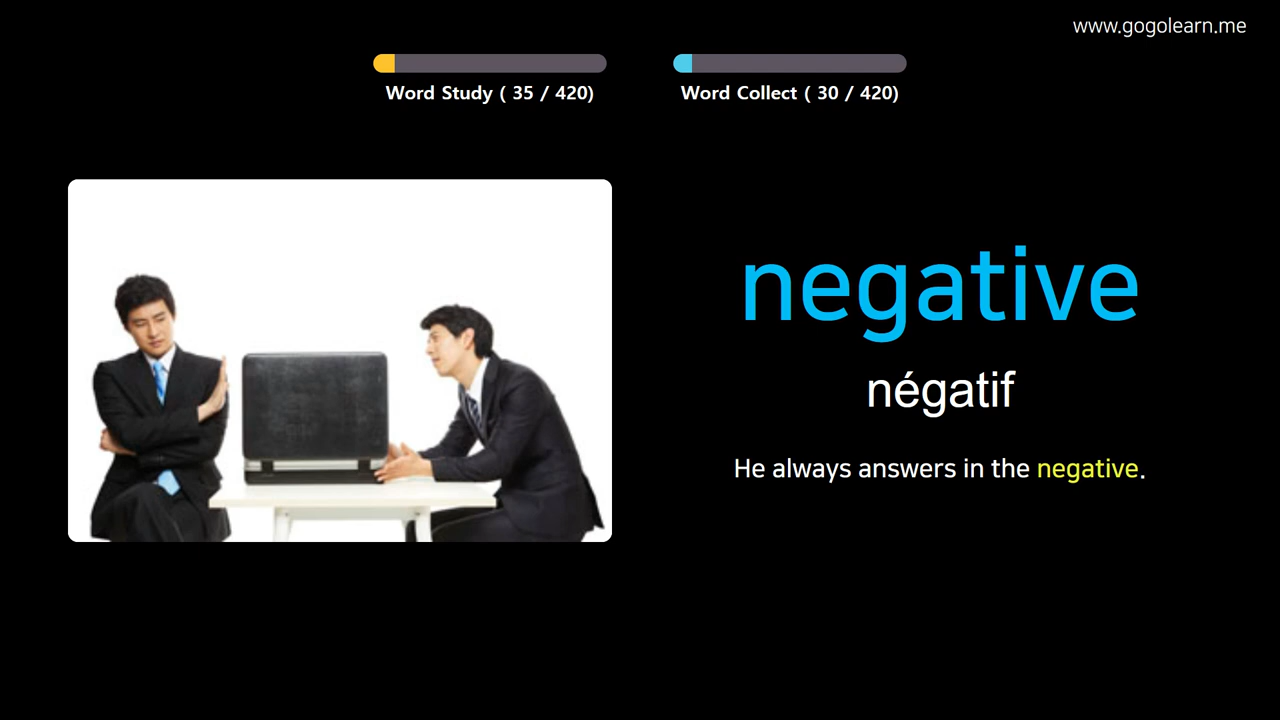 www.gogolearn.me
Word Study ( 35 / 420)
Word Collect ( 30 / 420)
negative
négatif
He always answers in the negative.